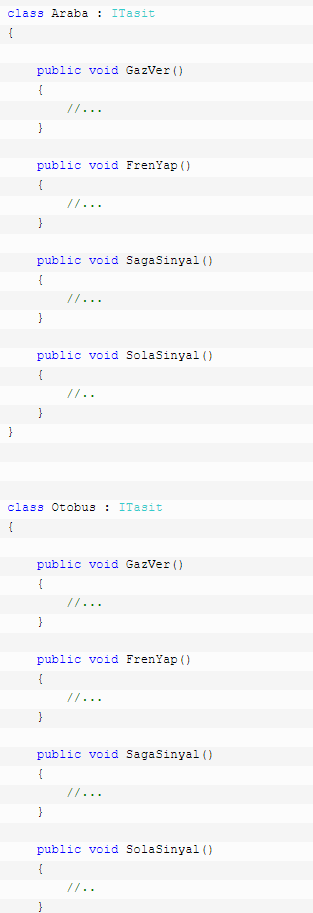 class Araba : ITasit
{
public void GazVer()
{
//...
}
public void FrenYap()
{
//...
}
public void SagaSinyal()
{
//...
}
public void SolaSinyal()
{
//..
}
}
class Otobus : ITasit
{
public void GazVer()
{
//...
}
public void FrenYap()
{
//...
}
public void SagaSinyal()
{
//...
}
public void SolaSinyal()
{
//..
}